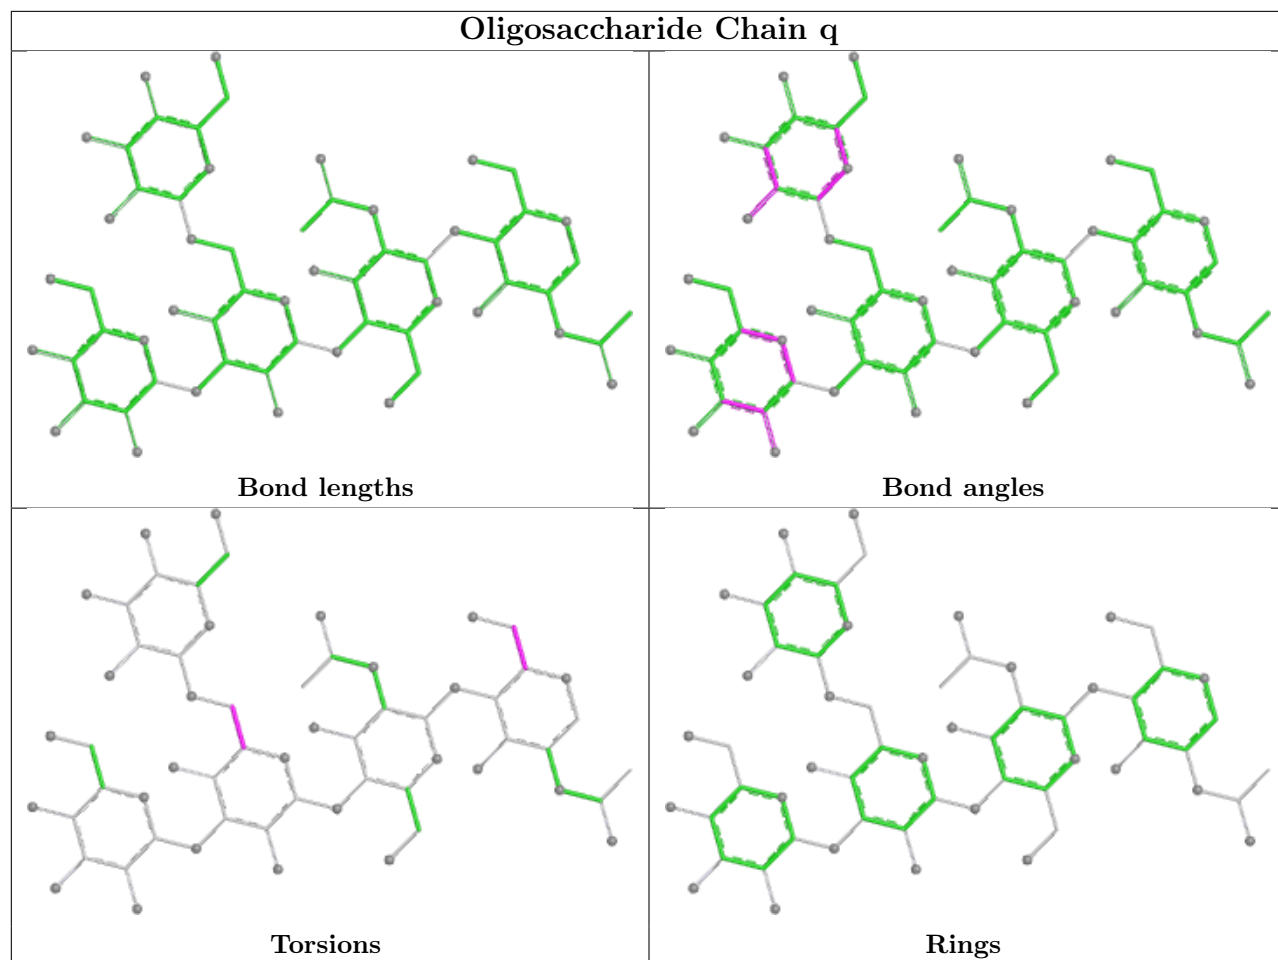 Oligosaccharide Chain q
Bond lengths
Bond angles
Torsions
Rings